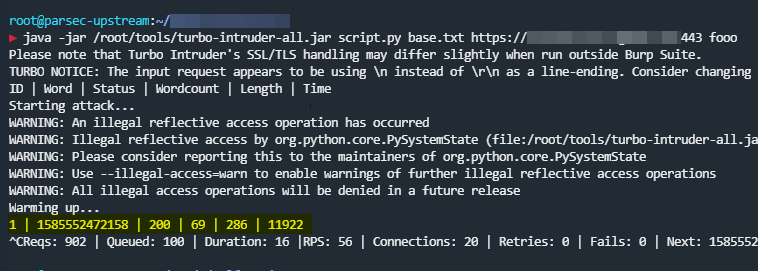 root@parsec-upstream:~/
▶ java -jar /root/tools/turbo-intruder-all.jar script.py base.txt https:// 443 fooo
Please note that Turbo Intruder's SSL/TLS handling may differ slightly when run outside Burp Suite.
TURBO NOTICE: The input request appears to be using \n instead of \r\n as a line-ending. Consider changing
ID | Word | Status | Wordcount | Length | Time
Starting attack...
WARNING: An illegal reflective access operation has occurred
WARNING: Illegal reflective access by org.python.core.PySystemState (file:/root/tools/turbo-intruder-all.ja
WARNING: Please consider reporting this to the maintainers of org.python.core.PySystemState
WARNING: Use --illegal-access=warn to enable warnings of further illegal reflective access operations
WARNING: All illegal access operations will be denied in a future release
Warming up...
1 | 1585552472158 | 200 | 69 | 286 | 11922
^CReqs: 902 | Queued: 100 | Duration: 16 |RPS: 56 | Connections: 20 | Retries: 0 | Fails: 0 | Next: 1585552